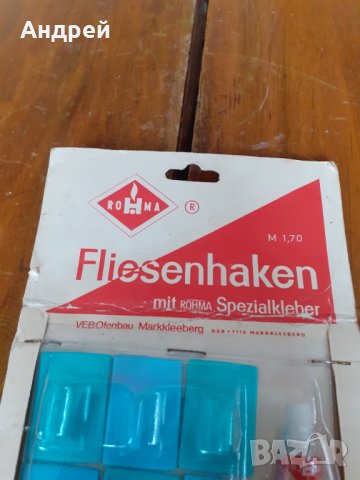 Андрей
ROHMA
®
M 1,70
Fliesenhaken
mit ROHMA Spezialkleber
VEB Ofenbau Markkleeberg DDR • 7113 MARKKLEEBERG
BAZAR